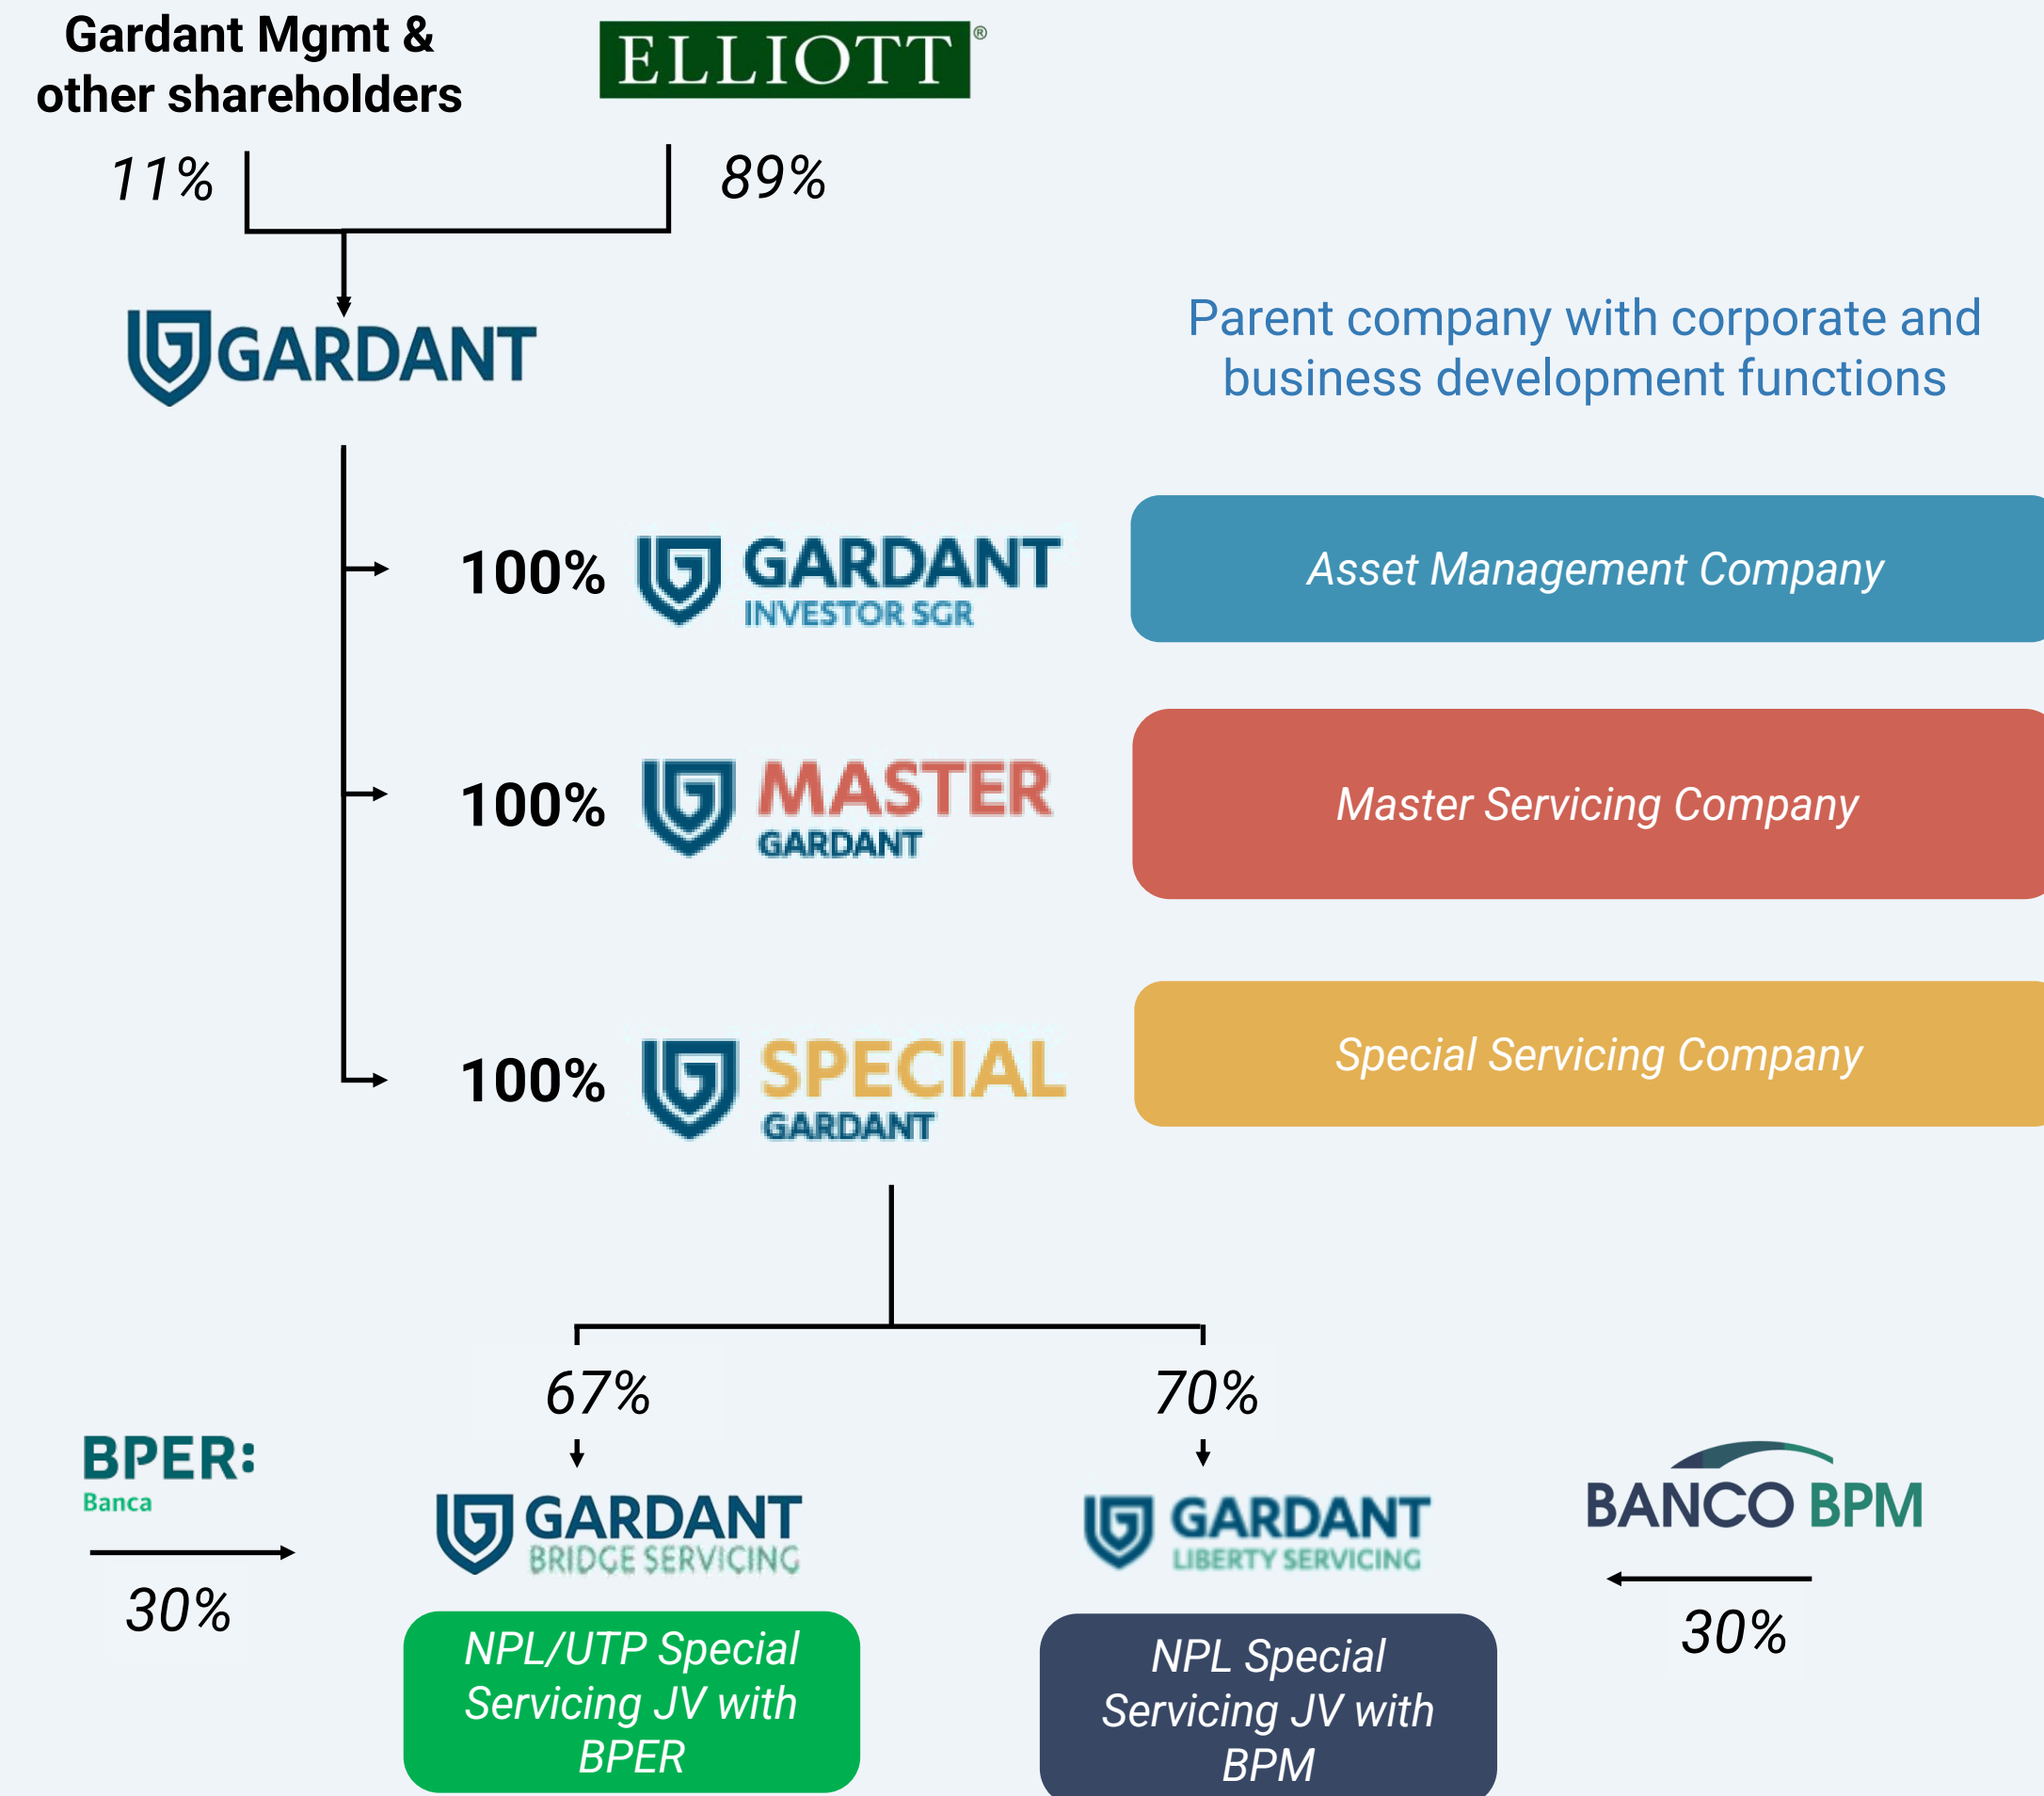 Gardant Mgmt &
other shareholders
ELLIOTT®
11%
89%
GARDANT
Parent company with corporate and
business development functions
100%
GARDANT
INVESTOR SGR
Asset Management Company
100%
MASTER
GARDANT
Master Servicing Company
100%
SPECIAL
GARDANT
Special Servicing Company
67%
70%
BPER:
Banca
30%
GARDANT
BRIDGE SERVICING
GARDANT
LIBERTY SERVICING
BANCO BPM
30%
NPL/UTP Special
Servicing JV with
BPER
NPL Special
Servicing JV with
BPM